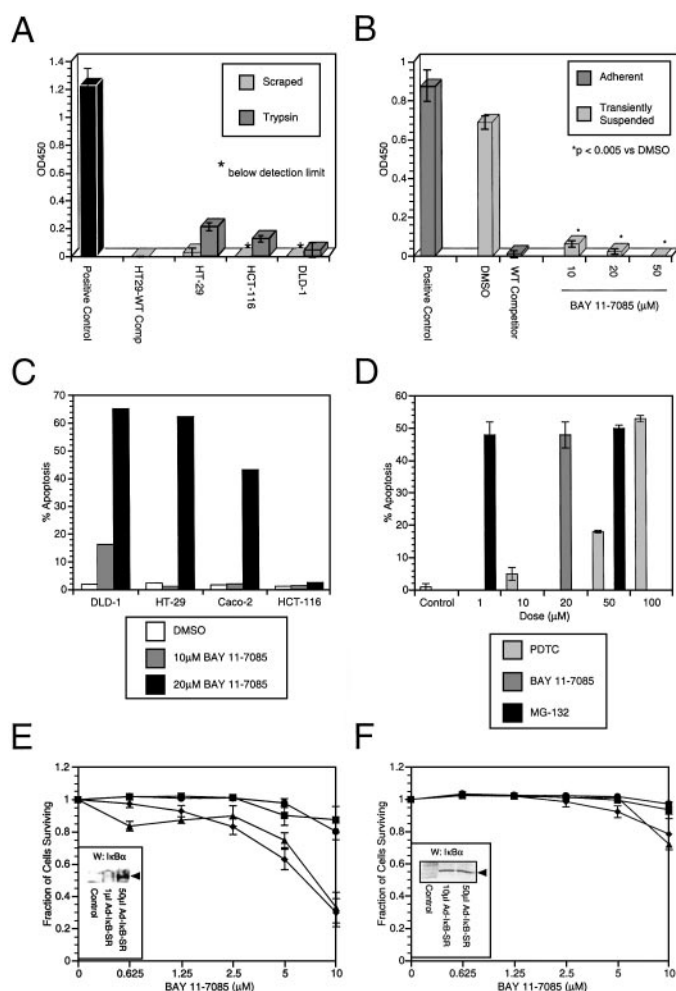 A
1.4
1.2
1
0.8
0.6
0.4
0.2
0
OD450
Scraped
Trypsin
* below detection limit
*
*
Positive Control
HT29-WT Comp
HT-29
HCT-116
DLD-1
B
1
0.8
0.6
0.4
0.2
0
OD450
Adherent
Transiently
Suspended
*p < 0.005 vs DMSO
*
*
*
Positive Control
DMSO
WT Competitor
10
20
50
BAY 11-7085 (μM)
C
70
60
50
40
30
20
10
0
% Apoptosis
DLD-1
HT-29
Caco-2
HCT-116
DMSO
10μM BAY 11-7085
20μM BAY 11-7085
D
60
50
40
30
20
10
0
% Apoptosis
Control
1
10
20
50
100
Dose (μM)
PDTC
BAY 11-7085
MG-132
E
1.2
1
0.8
0.6
0.4
0.2
0
Fraction of Cells Surviving
W: IκBα
Control
1μl Ad-IκB-SR
50μl Ad-IκB-SR
0
0.625
1.25
2.5
5
10
BAY 11-7085 (μM)
F
1.2
1
0.8
0.6
0.4
0.2
0
Fraction of Cells Surviving
W: IκBα
Control
10μl Ad-IκB-SR
50μl Ad-IκB-SR
0
0.625
1.25
2.5
5
10
BAY 11-7085 (μM)